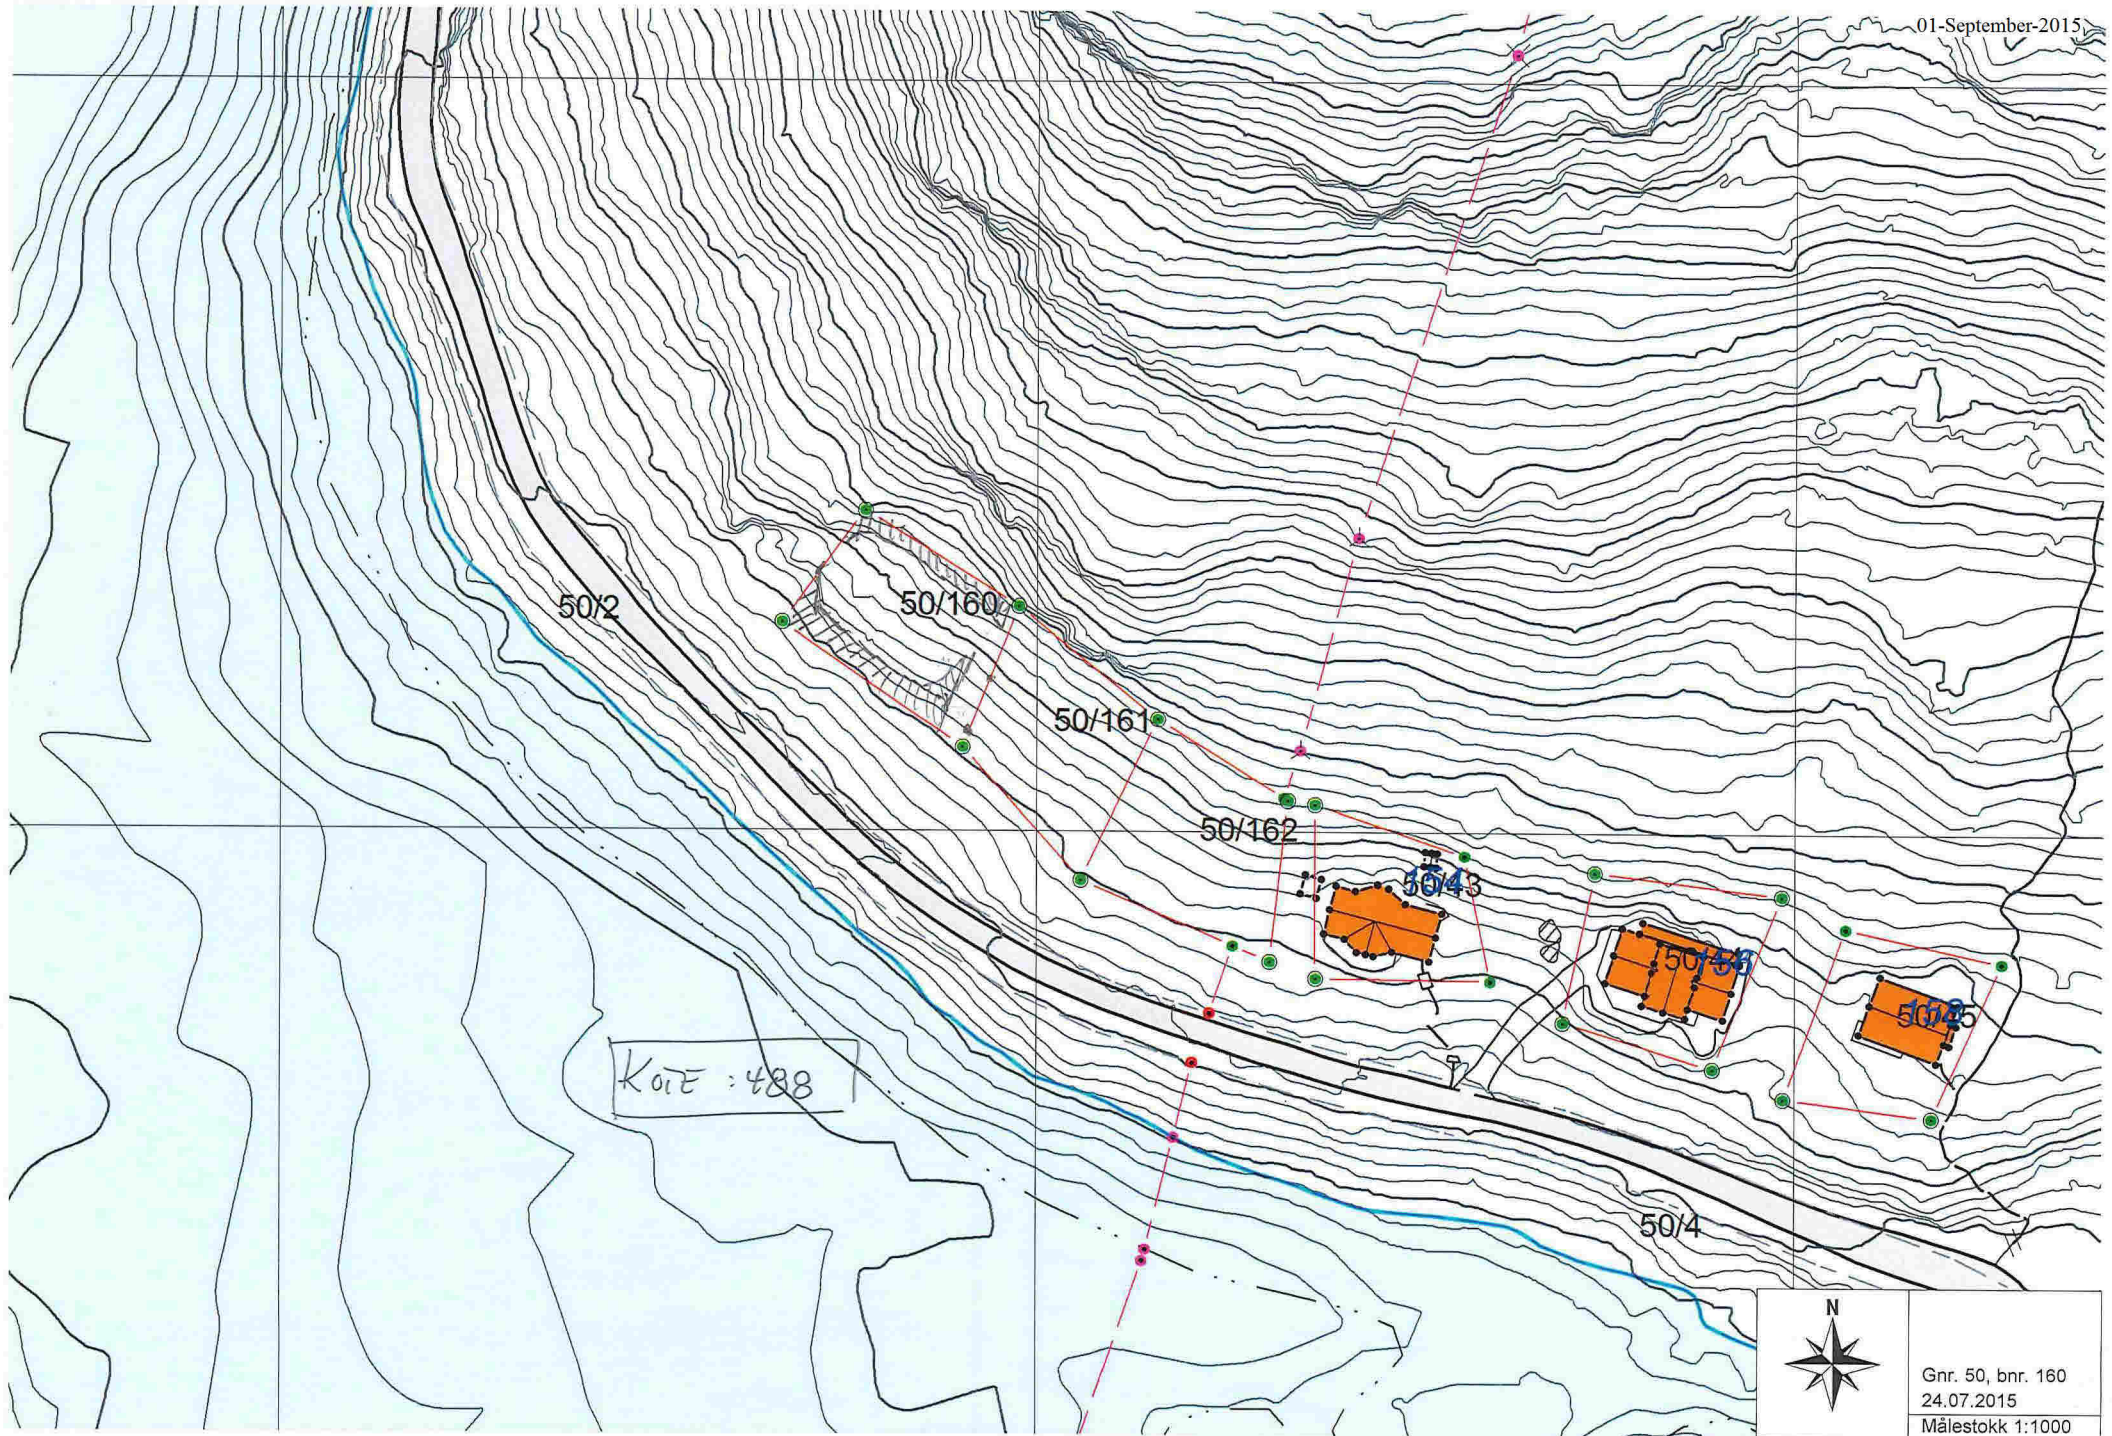 01-September-2015
50/2
50/160
50/161
50/162
50/4
KOTE : 488
N
Gnr. 50, bnr. 160
24.07.2015
Målestokk 1:1000